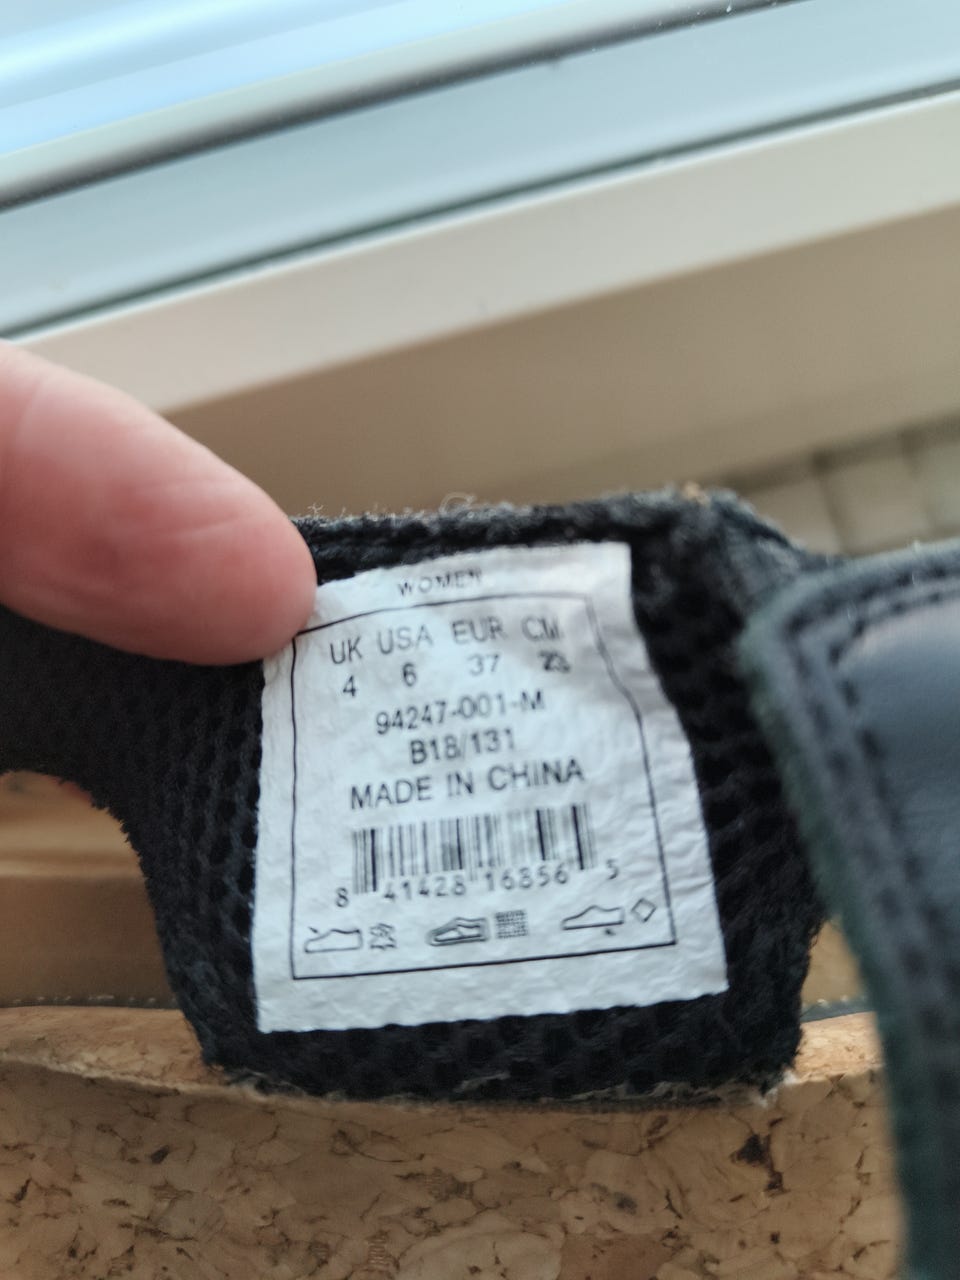 WOMEN
UK USA EUR CM
4 6 37 23
94247-001-M
B18/131
MADE IN CHINA
8 41428 16856 5